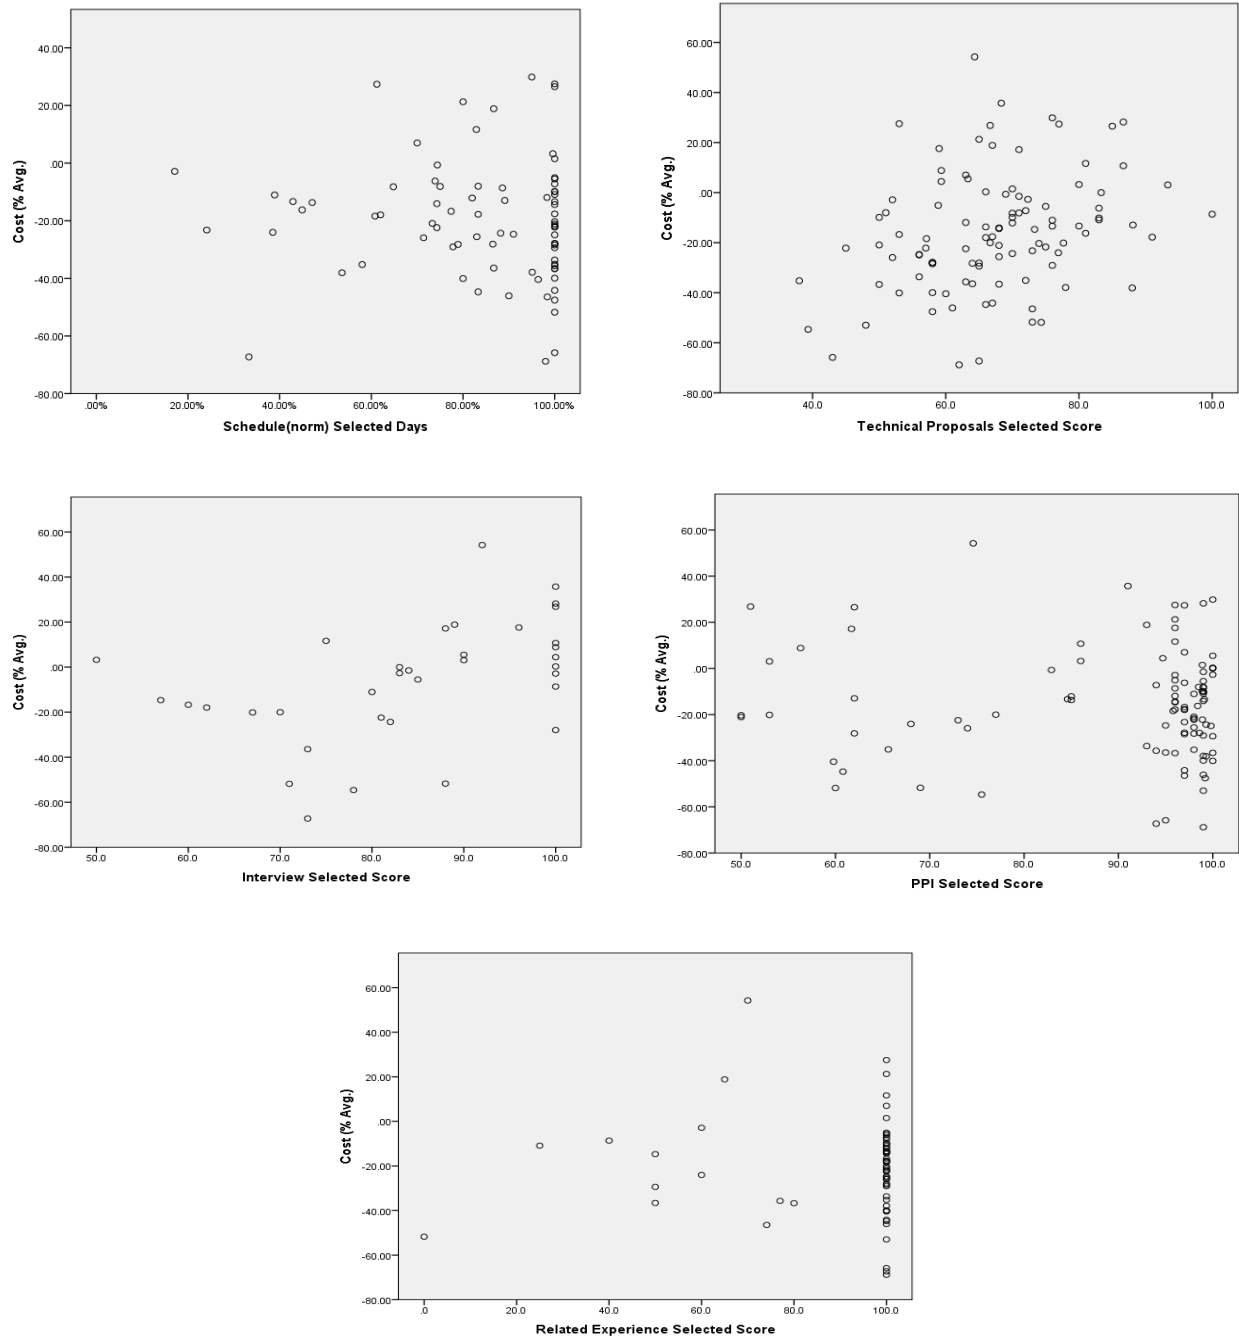 40.00
20.00
.00
-20.00
-40.00
-60.00
-80.00
Cost (% Avg.)
.00% 20.00% 40.00% 60.00% 80.00% 100.00%
Schedule(norm) Selected Days
60.00
40.00
20.00
.00
-20.00
-40.00
-60.00
-80.00
Cost (% Avg.)
40.0 60.0 80.0 100.0
Technical Proposals Selected Score
60.00
40.00
20.00
.00
-20.00
-40.00
-60.00
-80.00
Cost (% Avg.)
50.0 60.0 70.0 80.0 90.0 100.0
Interview Selected Score
60.00
40.00
20.00
.00
-20.00
-40.00
-60.00
-80.00
Cost (% Avg.)
50.0 60.0 70.0 80.0 90.0 100.0
PPI Selected Score
60.00
40.00
20.00
.00
-20.00
-40.00
-60.00
-80.00
Cost (% Avg.)
.0 20.0 40.0 60.0 80.0 100.0
Related Experience Selected Score